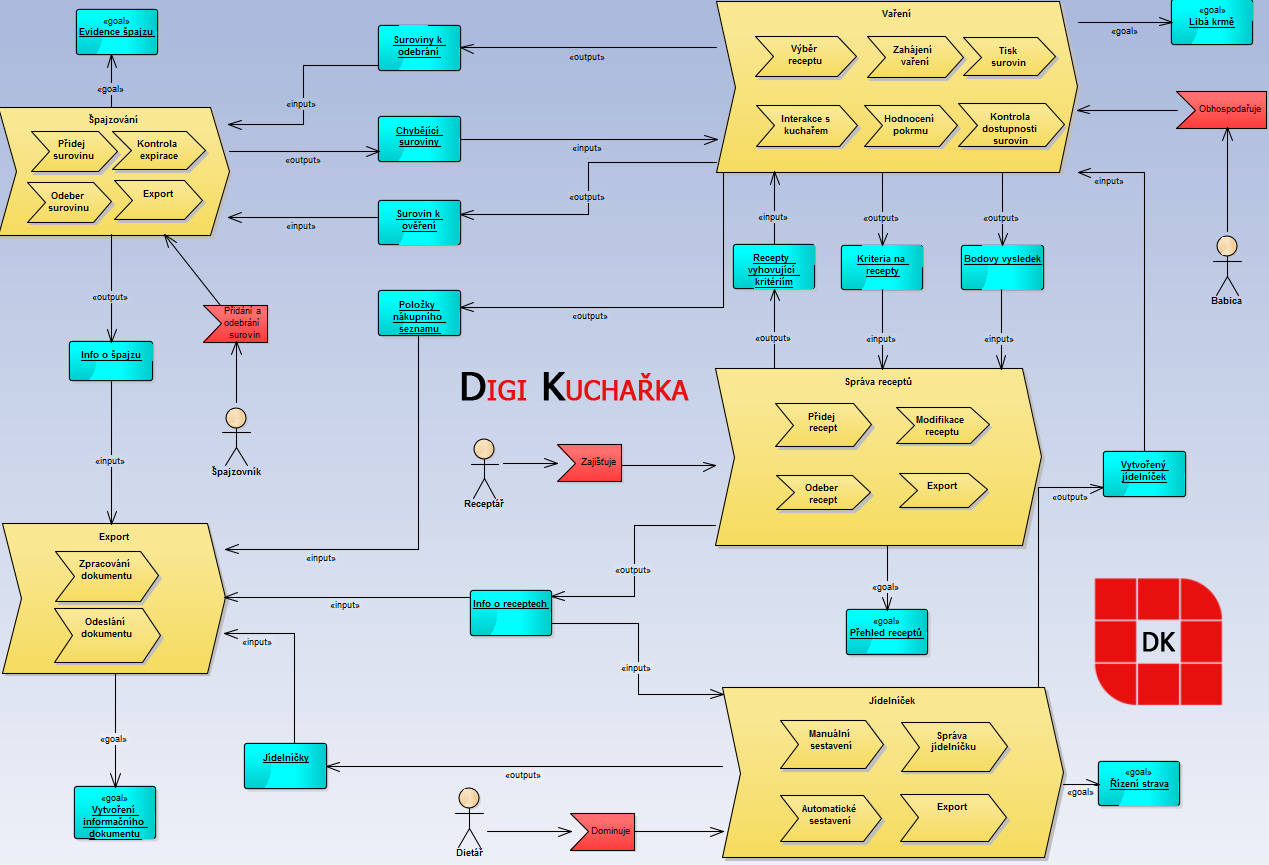 «goal»
Evidence špajzu
«goal»
Špajzování
Přidej
surovinu
Kontrola
expirace
Odeber
surovinu
Export
Suroviny k
odebrání
«input»
«output»
Chybějící
suroviny
«output»
«input»
Surovin k
ověření
«input»
«output»
Vaření
Výběr
receptu
Zahájení
vaření
Tisk
surovin
Interakce s
kuchařem
Hodnocení
pokrmu
Kontrola
dostupnosti
surovin
«goal»
Libá krmě
«goal»
Obhospodařuje
Babica
«input»
«input»
«output»
«output»
Recepty
vyhovující
kritériím
Kriteria na
recepty
Bodovy vysledek
«output»
«input»
«input»
Položky
nákupního
seznamu
«output»
«output»
Info o špajzu
«input»
Přidání a
odebrání
surovin
Špajzovník
Digi Kuchařka
Receptář
Zajišťuje
Správa receptů
Přidej
recept
Modifikace
receptu
Odeber
recept
Export
Vytvořený
jídelníček
«output»
Export
Zpracování
dokumentu
Odeslání
dokumentu
«input»
«input»
«input»
«output»
Info o receptech
«input»
«goal»
«goal»
Přehled receptů
DK
«goal»
«goal»
Vytvoření
informačního
dokumentu
Jídelníčky
«output»
Dietár
Dominuje
Jídelníček
Manuální
sestavení
Správa
jídelníčku
Automatické
sestavení
Export
«goal»
«goal»
Řízení strava